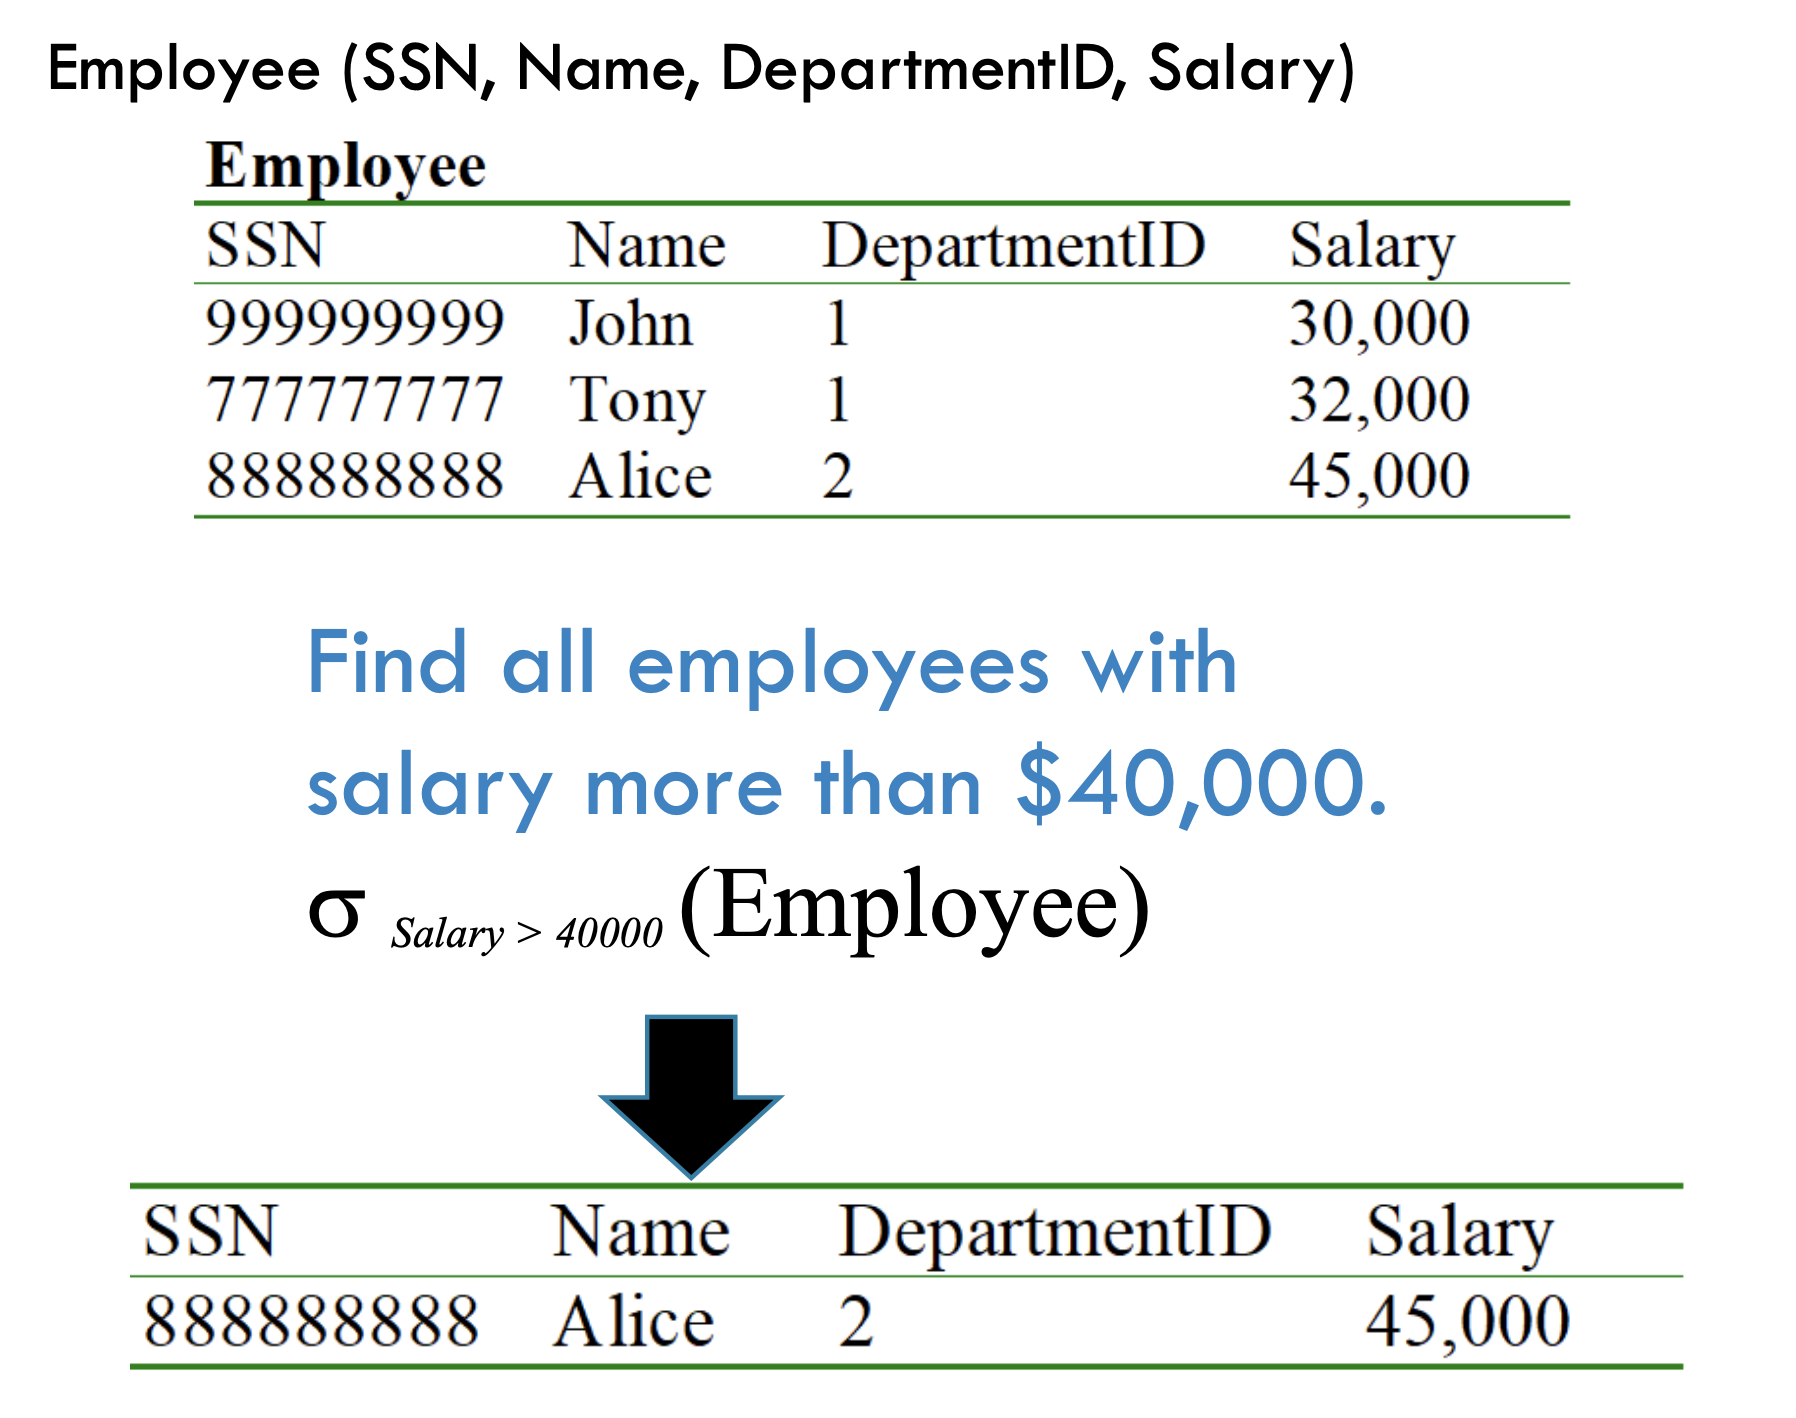 Employee (SSN, Name, DepartmentID, Salary)
Employee
SSN Name DepartmentID Salary
999999999 John 1 30,000
777777777 Tony 1 32,000
888888888 Alice 2 45,000
Find all employees with
salary more than $40,000.
σ Salary > 40000 (Employee)
SSN Name DepartmentID Salary
888888888 Alice 2 45,000